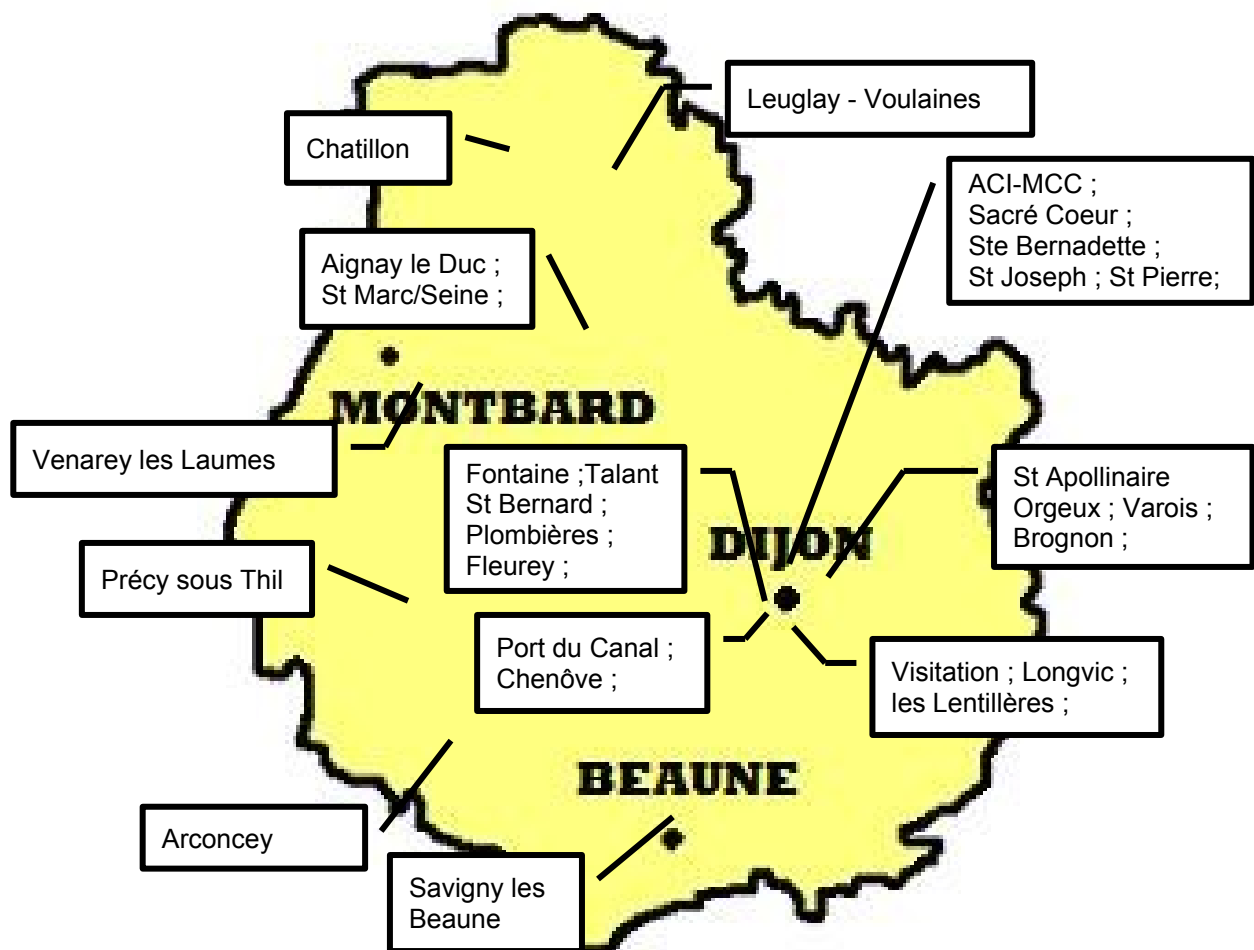 Leuglay - Voulaines
Chatillon
ACI-MCC ;
Sacré Coeur ;
Ste Bernadette ;
St Joseph ; St Pierre;
Aignay le Duc ;
St Marc/Seine ;
MONTBARD
Venarey les Laumes
Fontaine ;Talant
St Bernard ;
Plombières ;
Fleurey ;
DIJON
St Apollinaire
Orgeux ; Varois ;
Brognon ;
Précy sous Thil
Port du Canal ;
Chenôve ;
Visitation ; Longvic ;
les Lentillères ;
BEAUNE
Arconcey
Savigny les
Beaune